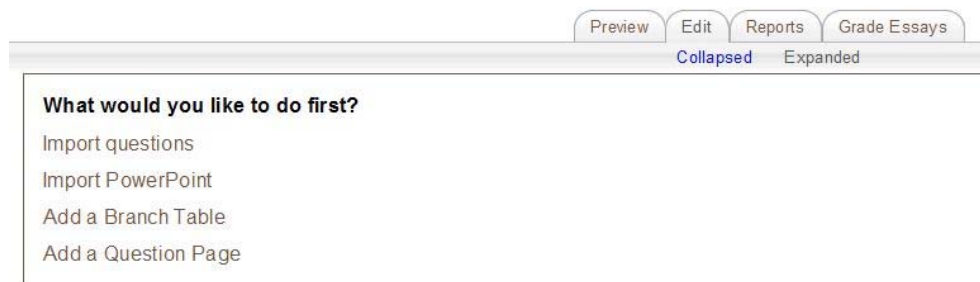 Preview Edit Reports Grade Essays
Collapsed Expanded
What would you like to do first?
Import questions
Import PowerPoint
Add a Branch Table
Add a Question Page